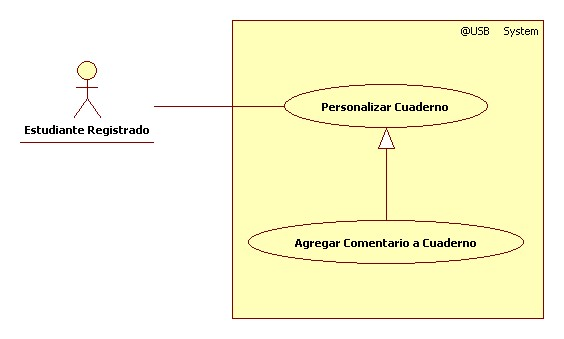 @USB System
Personalizar Cuaderno
Estudiante Registrado
Agregar Comentario a Cuaderno